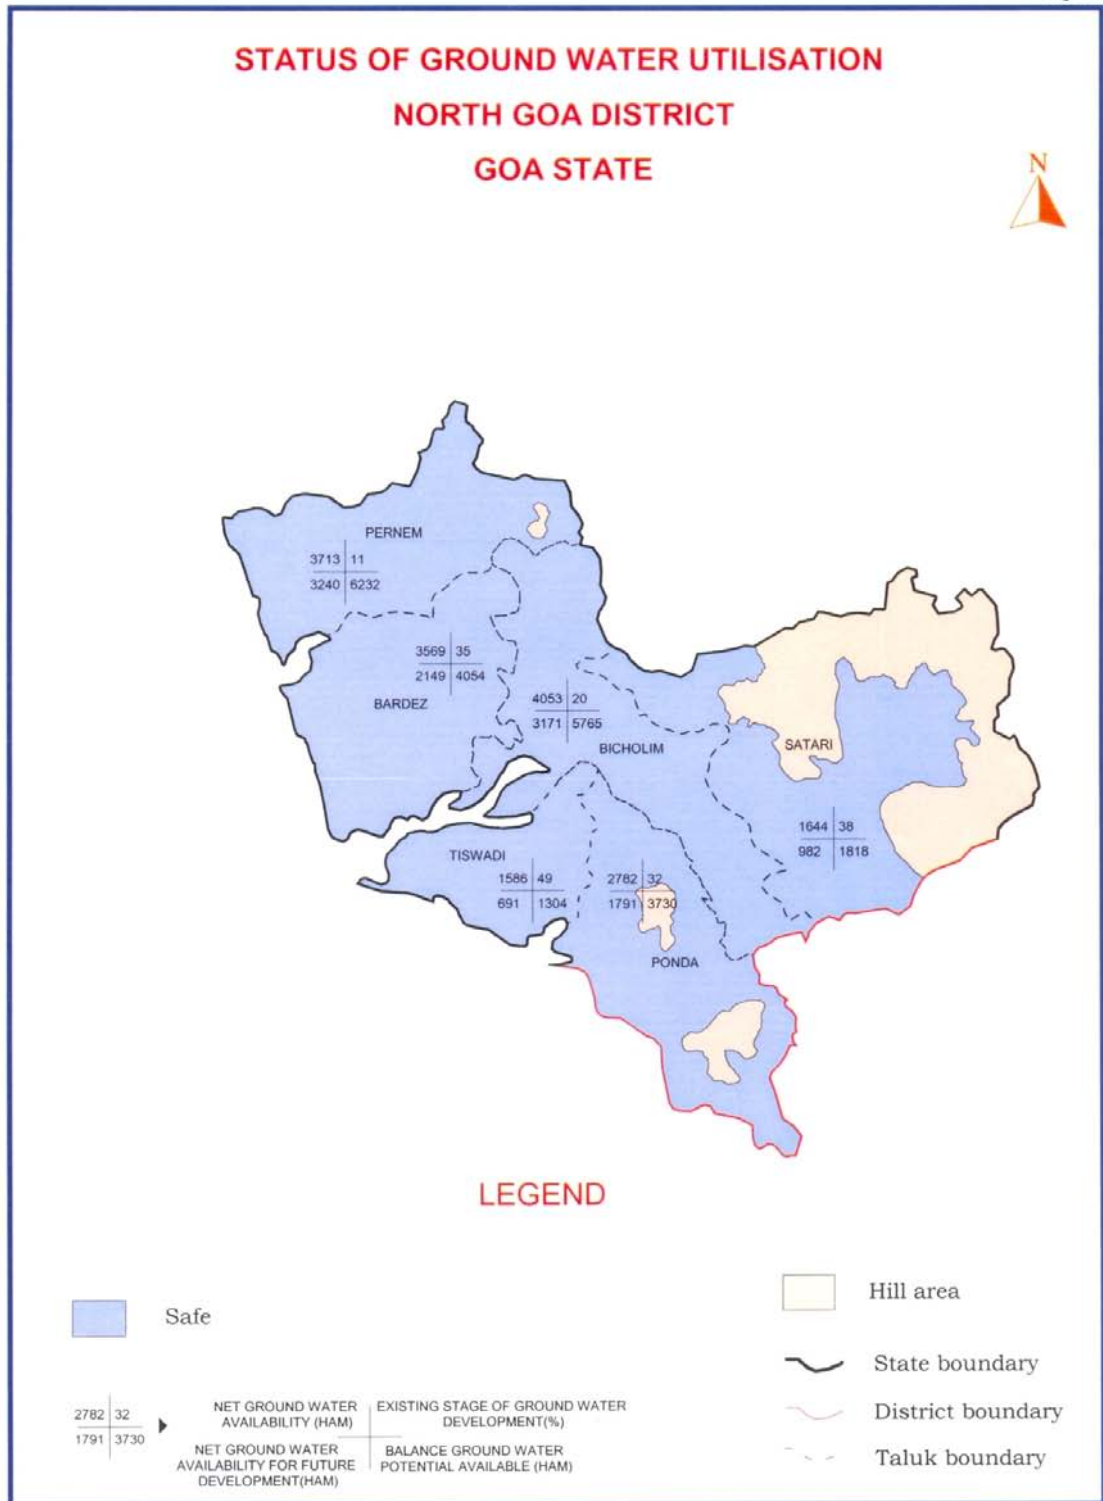 STATUS OF GROUND WATER UTILISATION
NORTH GOA DISTRICT
GOA STATE
N
PERNEM
3713 11
3240 6232
3569 35
2149 4054
BARDEZ
4053 20
3171 5765
BICHOLIM
SATARI
1644 38
982 1818
TISWADI
1586 49
691 1304
2782 32
1791 3730
PONDA
LEGEND
Safe
2782 32
1791 3730
NET GROUND WATER
AVAILABILITY (HAM)
EXISTING STAGE OF GROUND WATER
DEVELOPMENT(%)
NET GROUND WATER
AVAILABILITY FOR FUTURE
DEVELOPMENT(HAM)
BALANCE GROUND WATER
POTENTIAL AVAILABLE (HAM)
Hill area
State boundary
District boundary
Taluk boundary